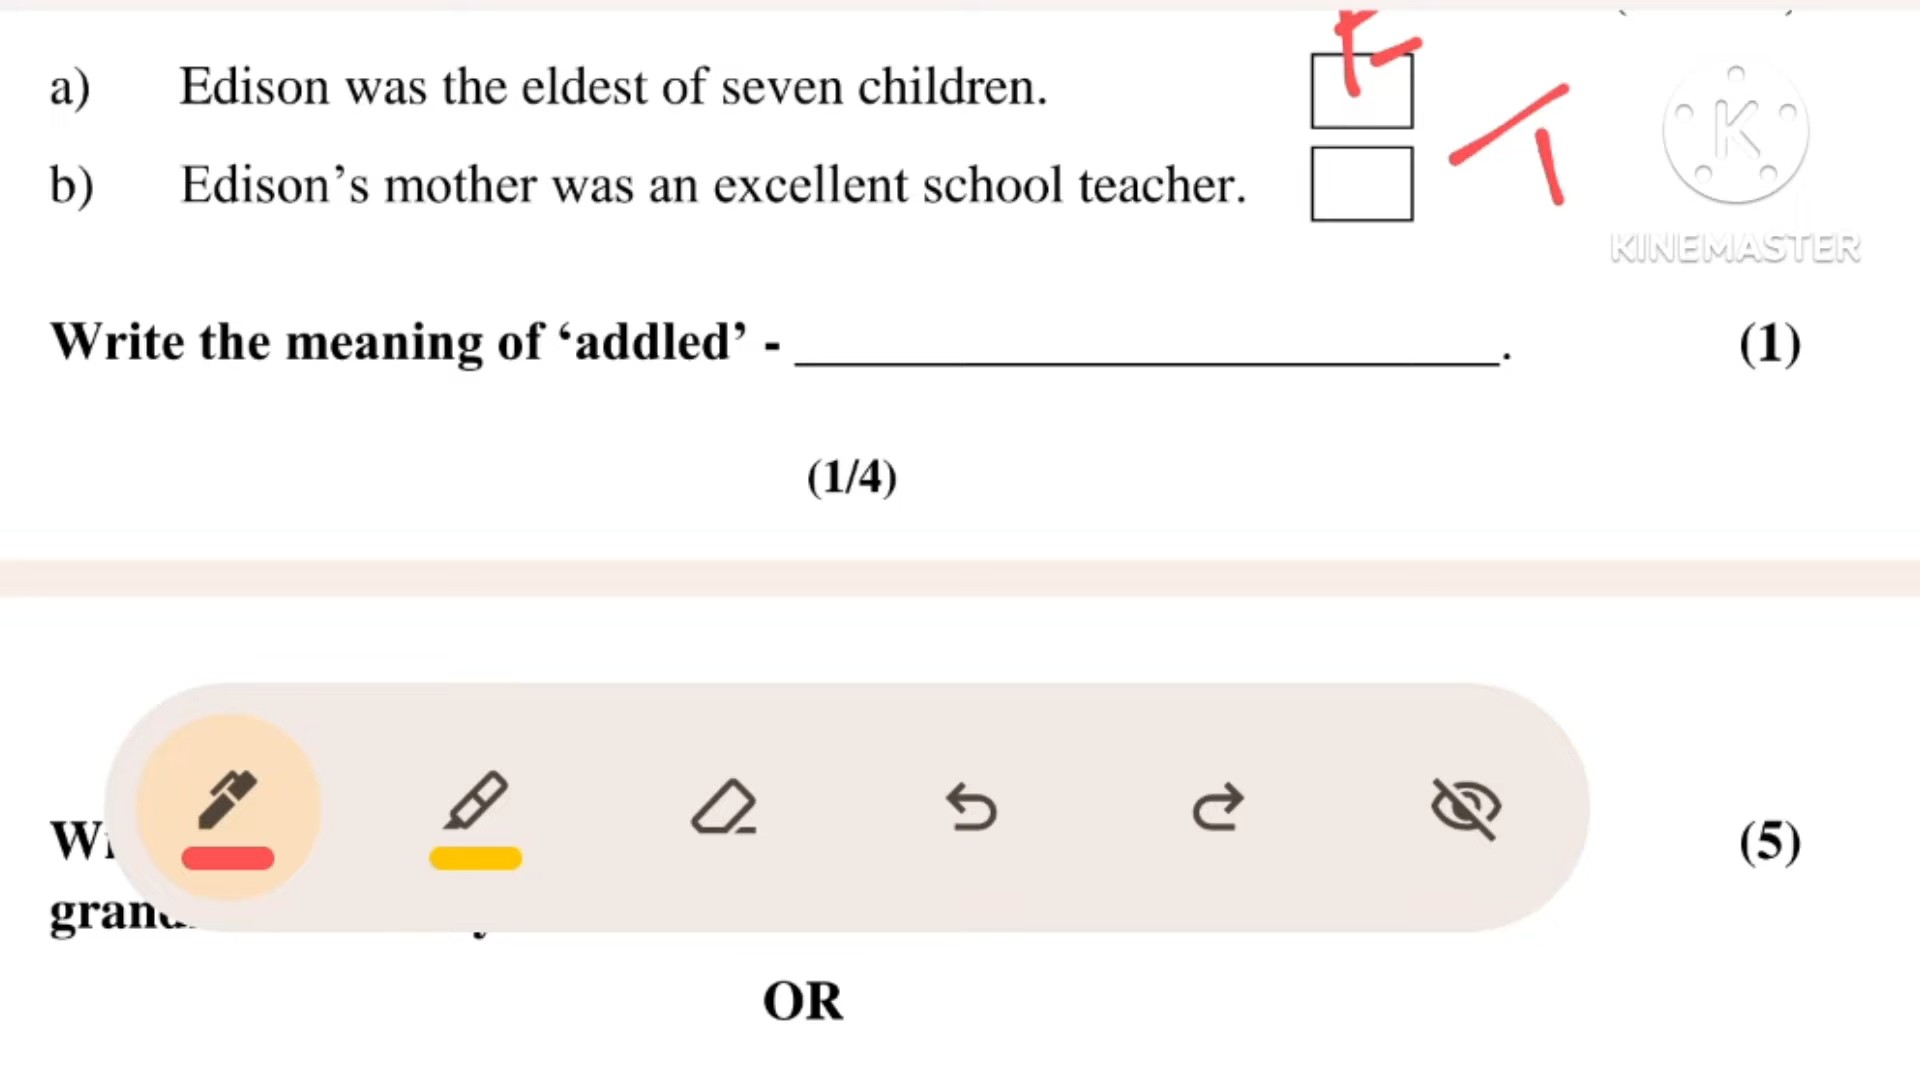 a) Edison was the eldest of seven children. F
b) Edison’s mother was an excellent school teacher. T
K
KINEMASTER
Write the meaning of ‘addled’ - ______________________________. (1)
(1/4)
(5)
OR